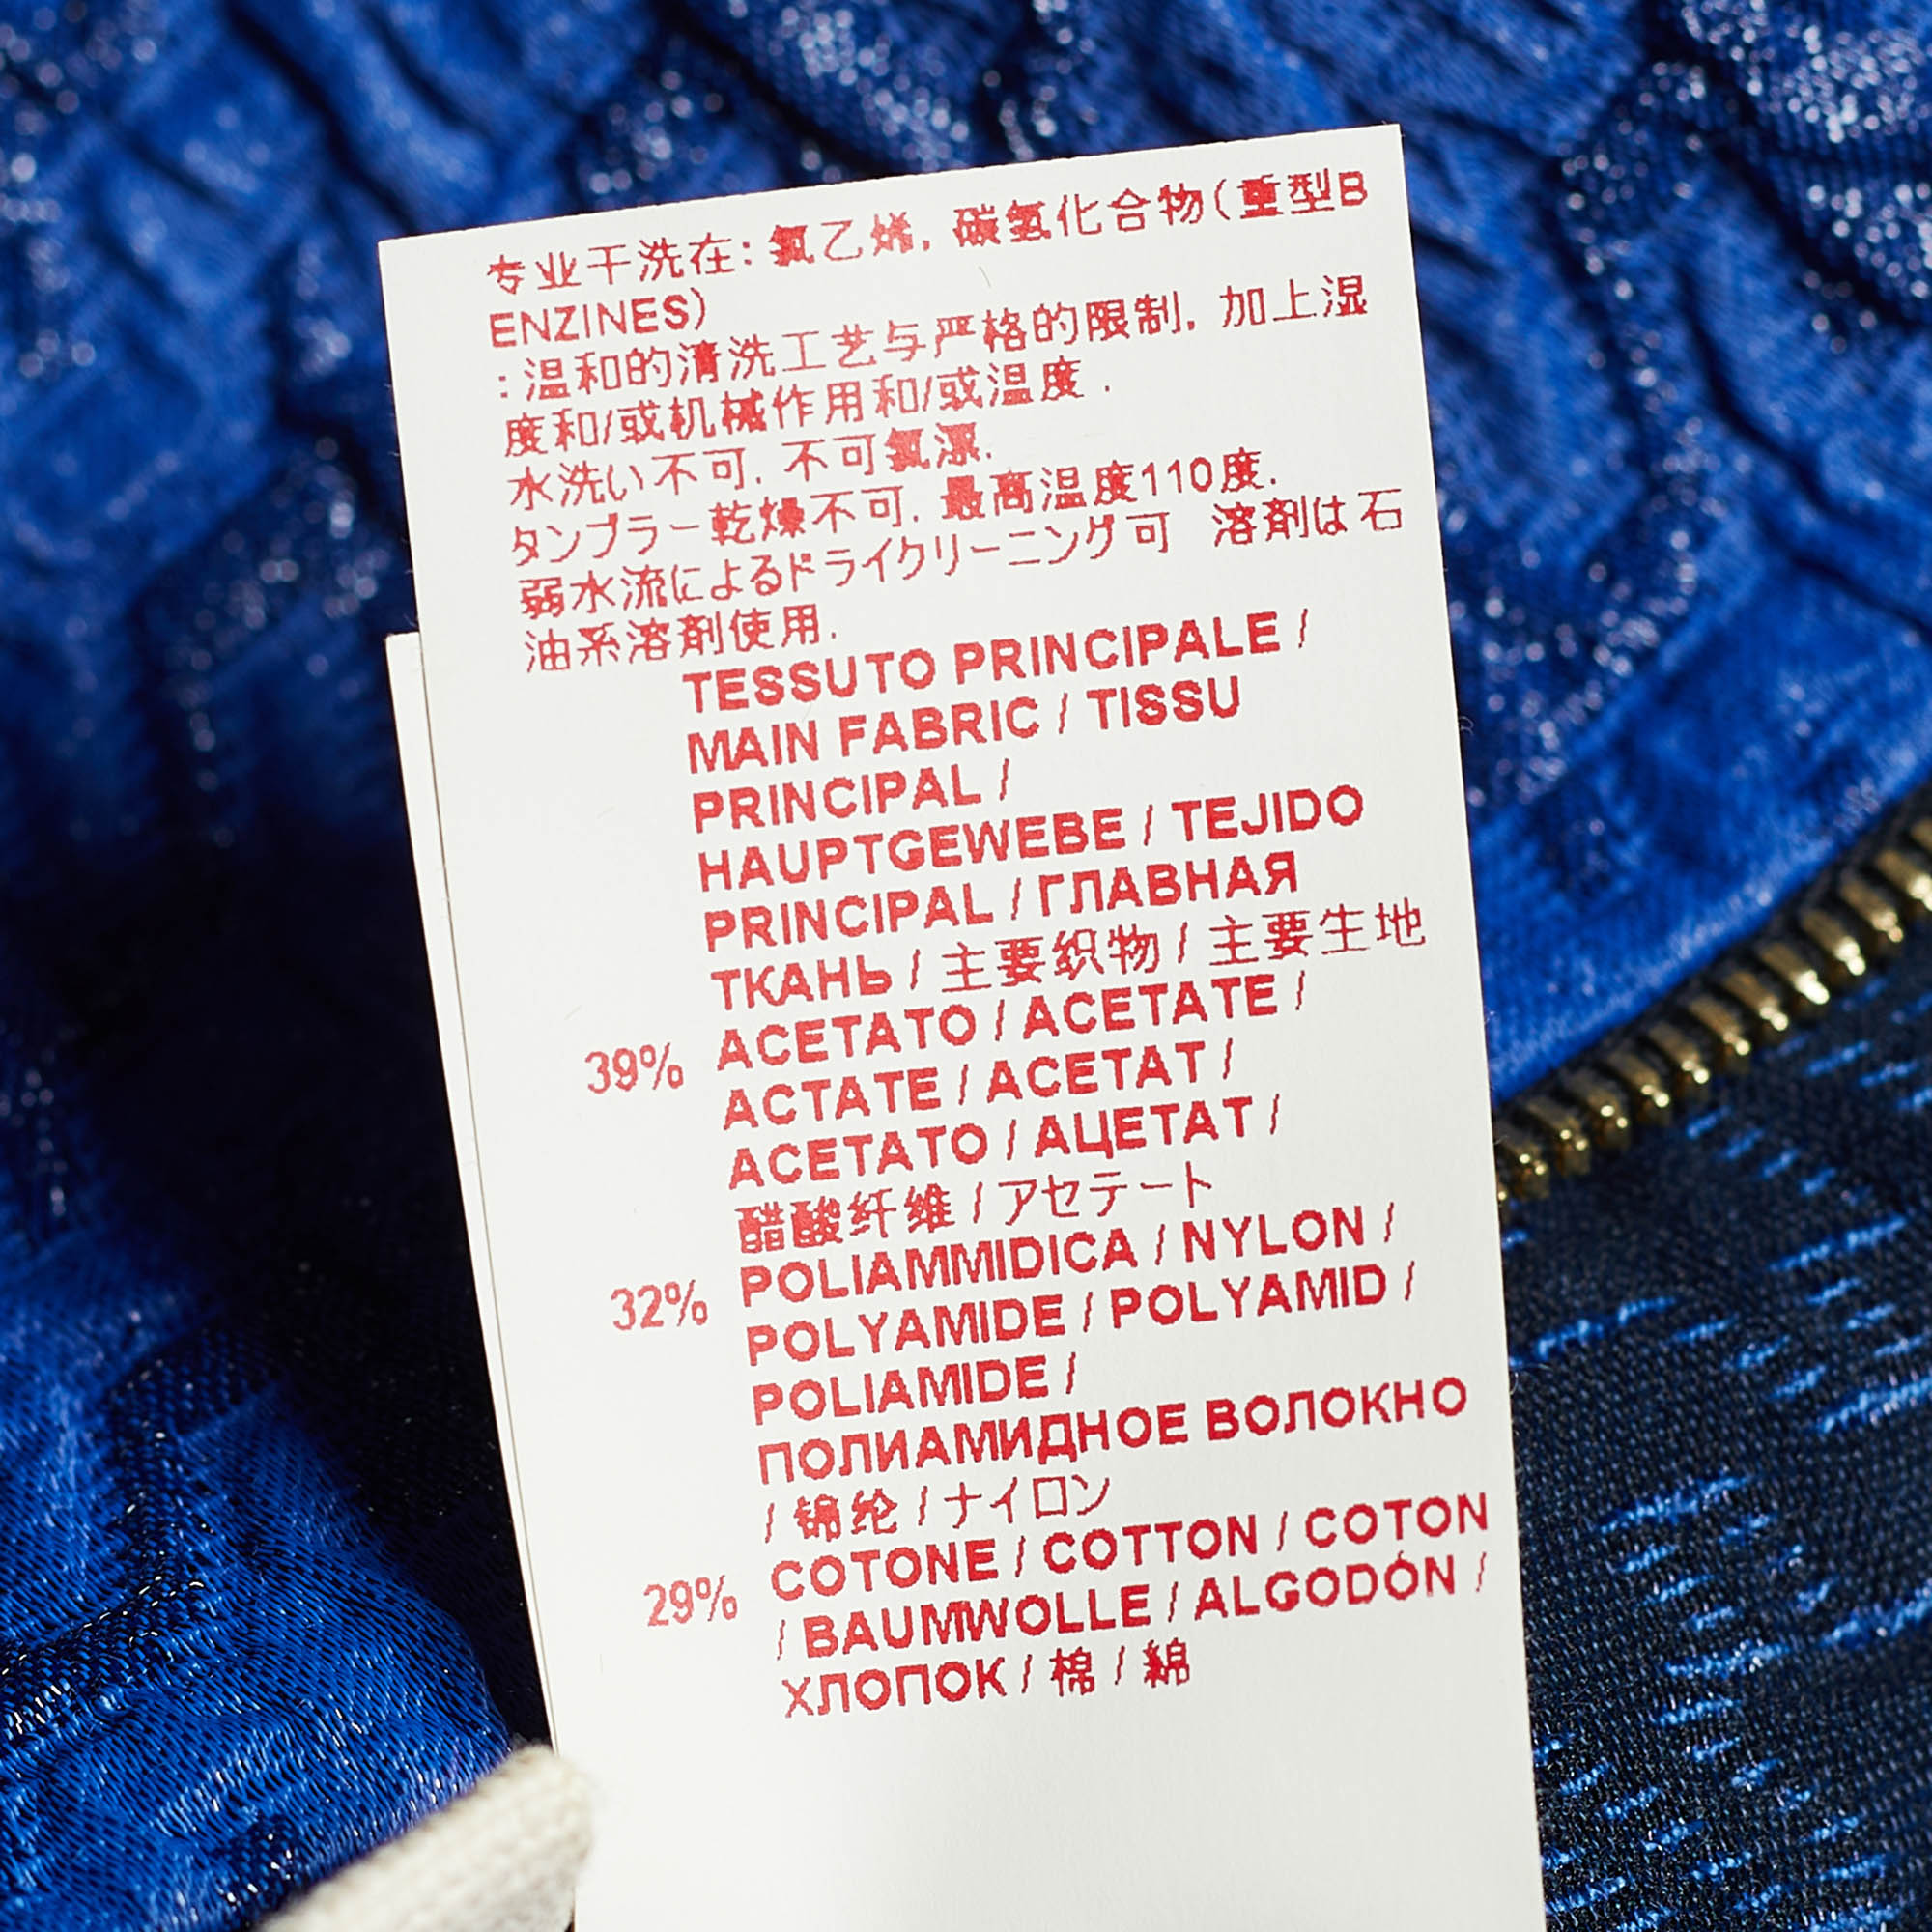 专业干洗在: 氯乙烯, 碳氢化合物(重型B
ENZINES)
: 温和的清洗工艺与严格的限制, 加上湿
度和/或机械作用和/或温度 .
水洗い不可. 不可氯漂.
タンブラー乾燥不可. 最高温度110度.
弱水流によるドライクリーニング可 溶剤は石
油系溶剤使用.
TESSUTO PRINCIPALE /
MAIN FABRIC / TISSU
PRINCIPAL /
HAUPTGEWEBE / TEJIDO
PRINCIPAL / ГЛАВНАЯ
ТКАНЬ / 主要织物 / 主要生地
39% ACETATO / ACETATE /
ACTATE / ACETAT /
ACETATO / АЦЕТАТ /
醋酸纤维 / アセテート
32% POLIAMMIDICA / NYLON /
POLYAMIDE / POLYAMID /
POLIAMIDE /
ПОЛИАМИДНОЕ ВОЛОКНО
/ 锦纶 / ナイロン
29% COTONE / COTTON / COTON
/ BAUMWOLLE / ALGODÓN /
ХЛОПОК / 棉 / 綿